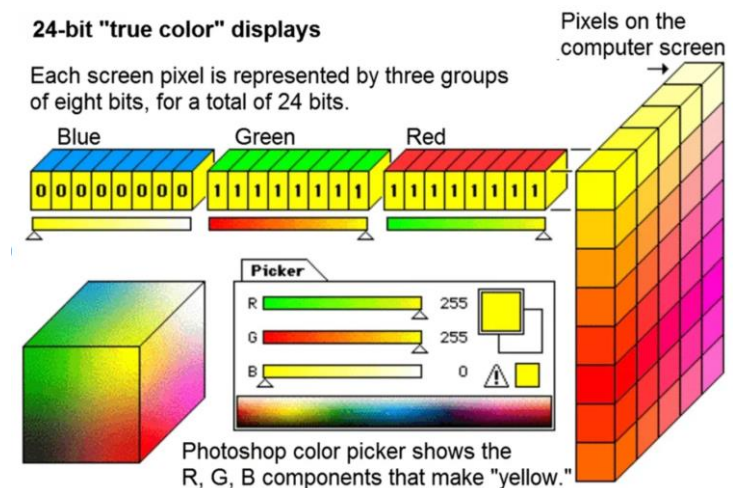 24-bit "true color" displays
Pixels on the
computer screen
Each screen pixel is represented by three groups
of eight bits, for a total of 24 bits.
Blue Green Red
0 0 0 0 0 0 0 0 1 1 1 1 1 1 1 1 1 1 1 1 1 1 1 1
Picker
R 255
G 255
B 0
Photoshop color picker shows the
R, G, B components that make "yellow."